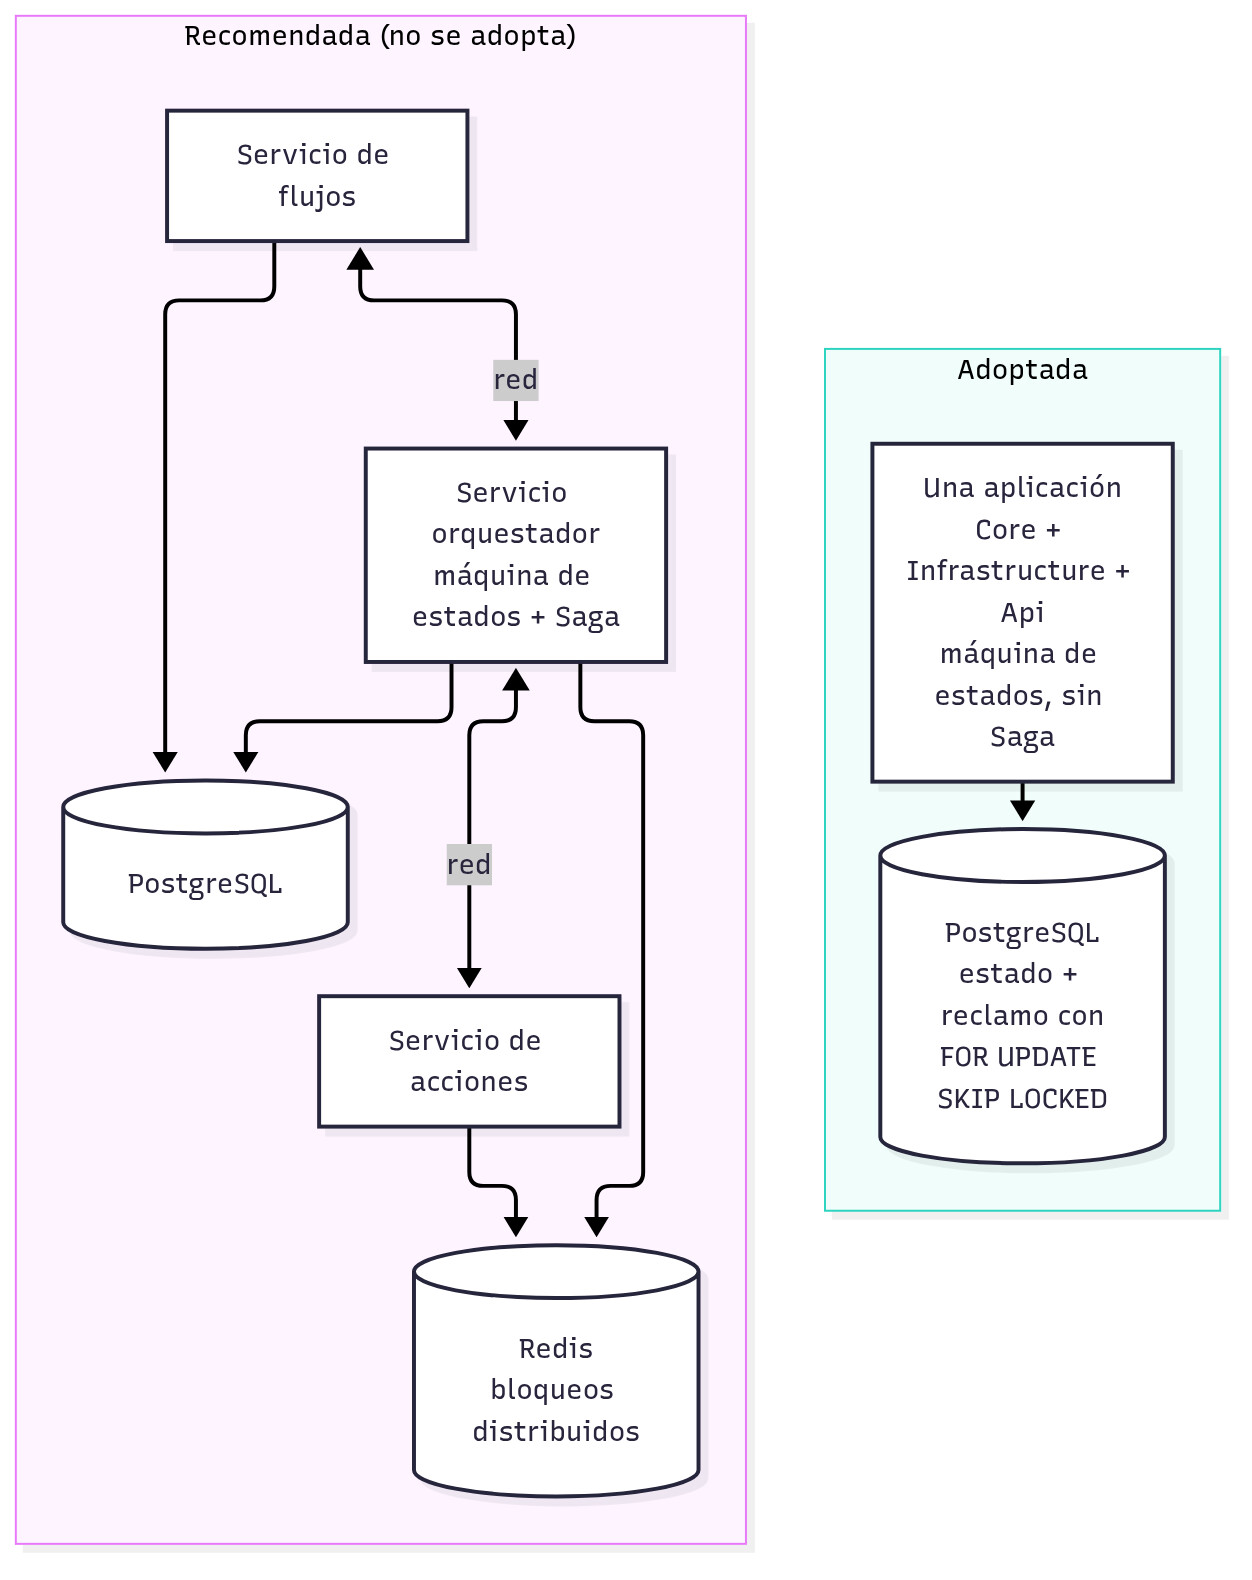 Recomendada (no se adopta)
Servicio de
flujos
red
Servicio
orquestador
máquina de
estados + Saga
red
PostgreSQL
Servicio de
acciones
Redis
bloqueos
distribuidos
Adoptada
Una aplicación
Core +
Infrastructure +
Api
máquina de
estados, sin
Saga
PostgreSQL
estado +
reclamo con
FOR UPDATE
SKIP LOCKED